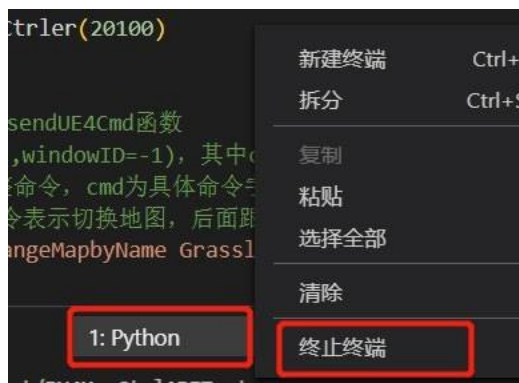 Ctrler(20100)
sendUE4Cmd函数
,windowID=-1),其中
命令, cmd为具体命令
令表示切换地图,后面跟
angeMapbyName Grassl
新建终端 Ctrl+
拆分 Ctrl+S
复制
粘贴
选择全部
清除
1: Python
终止终端